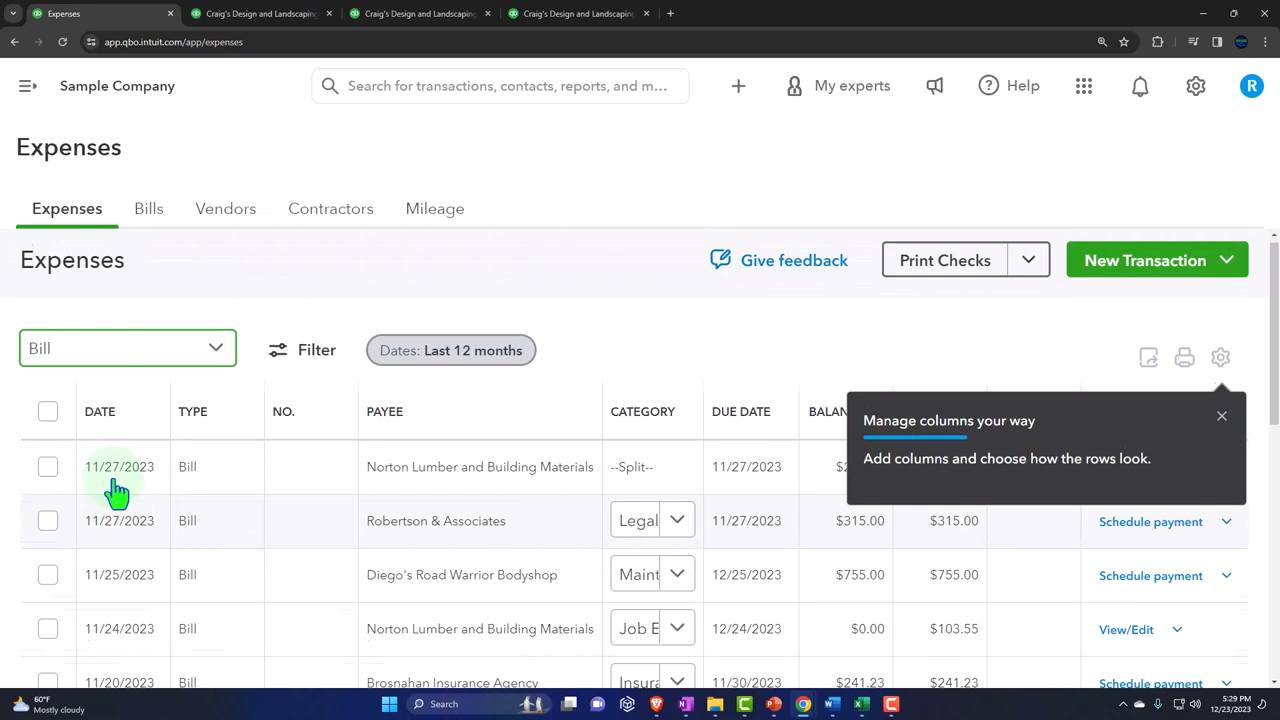 Expenses
Craig's Design and Landscaping
Craig's Design and Landscaping
Craig's Design and Landscaping
app.qbo.intuit.com/app/expenses
Sample Company
Search for transactions, contacts, reports, and m...
My experts
Help
R
Expenses
Expenses Bills Vendors Contractors Mileage
Expenses
Give feedback
Print Checks
New Transaction
Bill
Filter
Dates: Last 12 months
DATE TYPE NO. PAYEE CATEGORY DUE DATE
Manage columns your way
Add columns and choose how the rows look.
11/27/2023 Bill Norton Lumber and Building Materials --Split-- 11/27/2023
11/27/2023 Bill Robertson & Associates Legal 11/27/2023 $315.00 $315.00 Schedule payment
11/25/2023 Bill Diego's Road Warrior Bodyshop Maint 12/25/2023 $755.00 $755.00 Schedule payment
11/24/2023 Bill Norton Lumber and Building Materials Job E 12/24/2023 $0.00 $103.55 View/Edit
11/20/2023 Bill Brosnahan Insurance Agency Insura 11/30/2023 $241.23 $241.23 Schedule payment
60°F
Mostly cloudy
Search
5:29 PM
12/23/2023